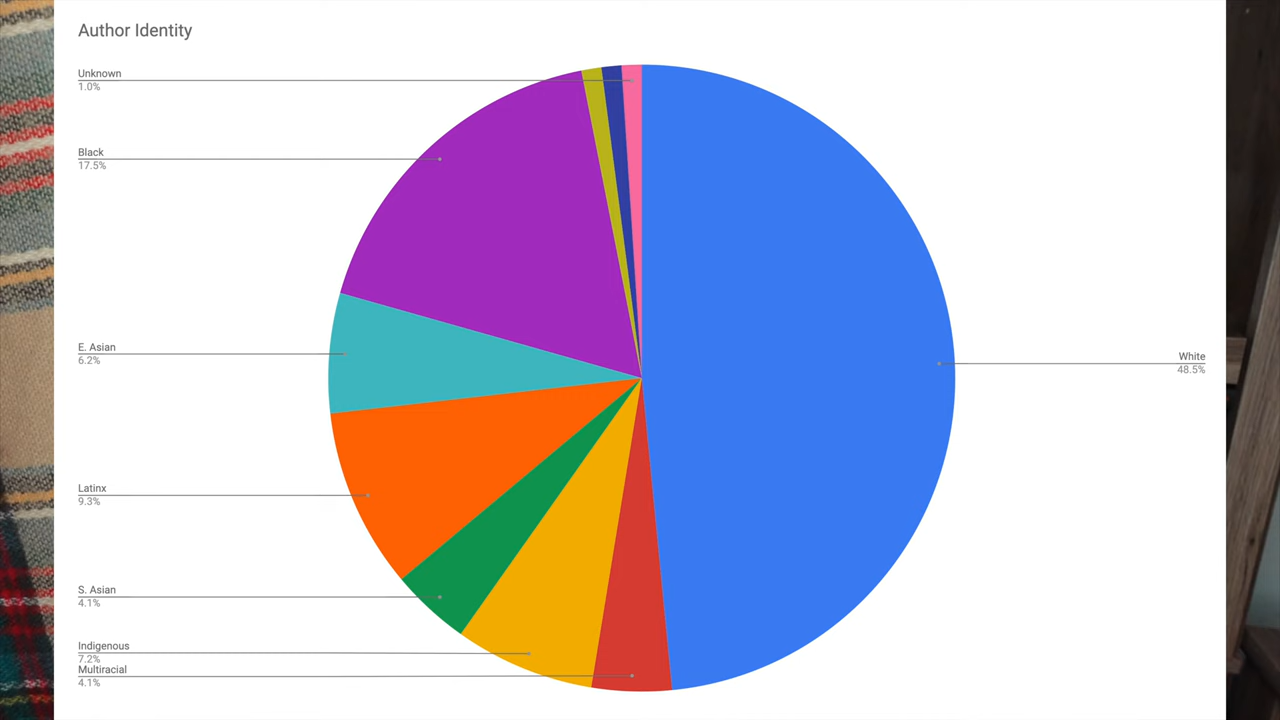 Author Identity
Unknown
1.0%
Black
17.5%
E. Asian
6.2%
White
48.5%
Latinx
9.3%
S. Asian
4.1%
Indigenous
7.2%
Multiracial
4.1%